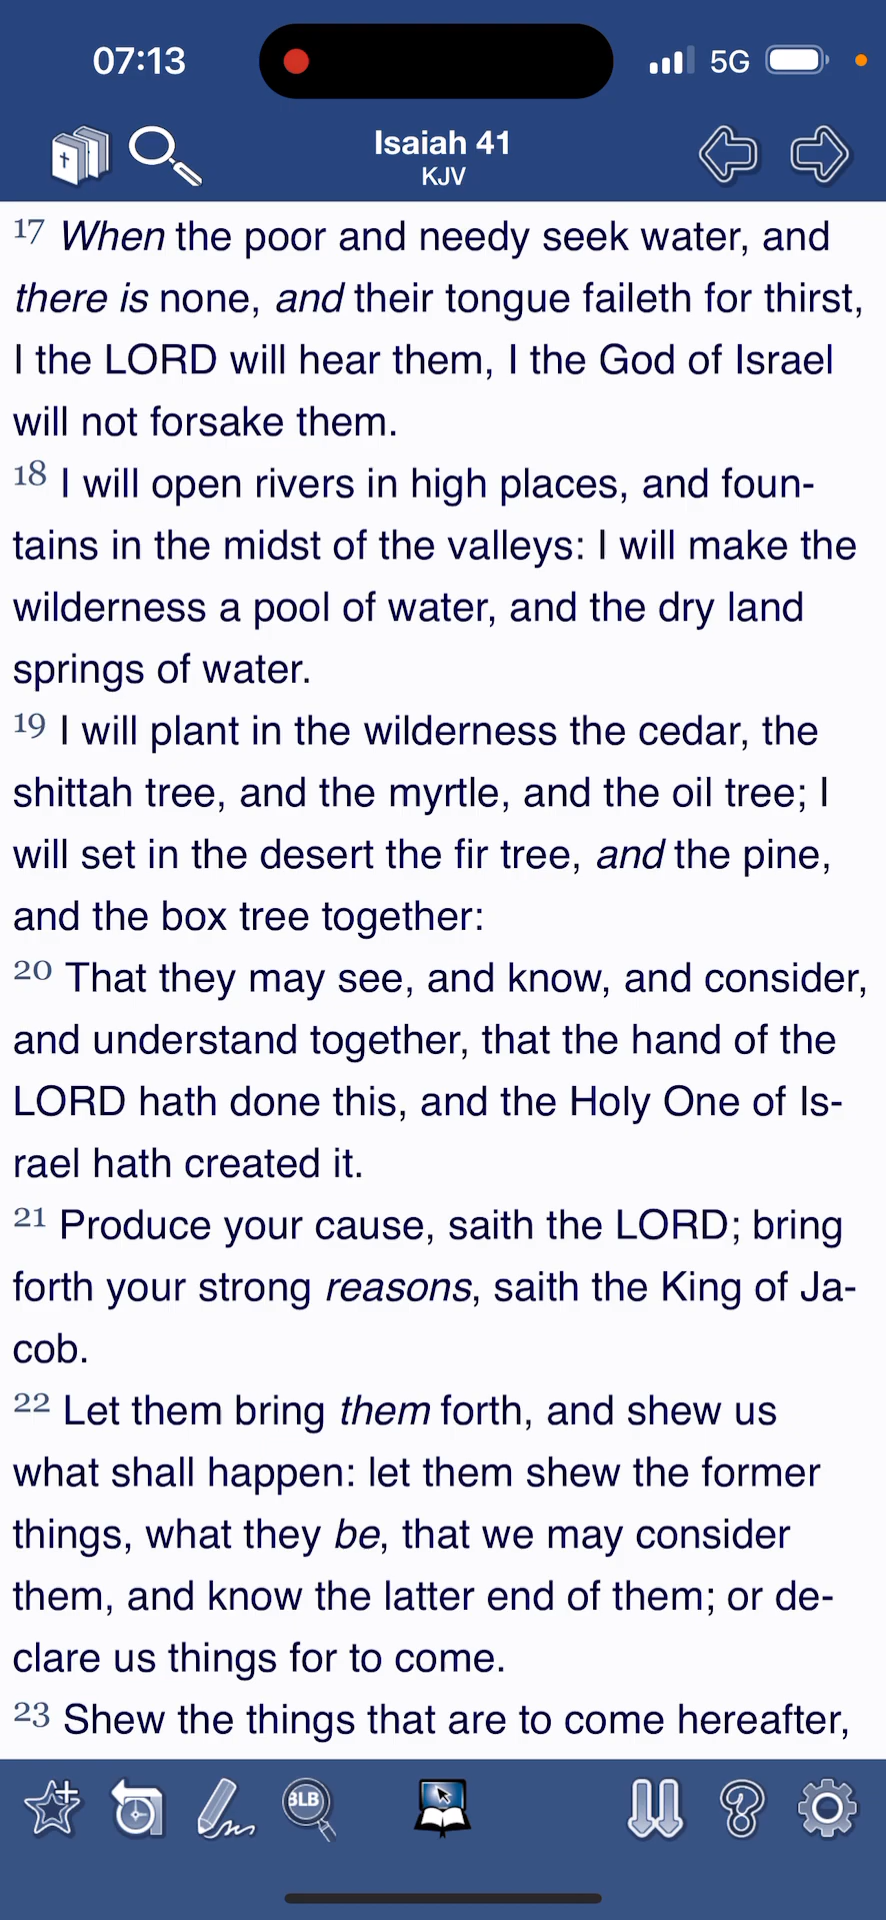 07:13
5G
Isaiah 41
KJV
17 When the poor and needy seek water, and
there is none, and their tongue faileth for thirst,
I the LORD will hear them, I the God of Israel
will not forsake them.
18 I will open rivers in high places, and foun-
tains in the midst of the valleys: I will make the
wilderness a pool of water, and the dry land
springs of water.
19 I will plant in the wilderness the cedar, the
shittah tree, and the myrtle, and the oil tree; I
will set in the desert the fir tree, and the pine,
and the box tree together:
20 That they may see, and know, and consider,
and understand together, that the hand of the
LORD hath done this, and the Holy One of Is-
rael hath created it.
21 Produce your cause, saith the LORD; bring
forth your strong reasons, saith the King of Ja-
cob.
22 Let them bring them forth, and shew us
what shall happen: let them shew the former
things, what they be, that we may consider
them, and know the latter end of them; or de-
clare us things for to come.
23 Shew the things that are to come hereafter,
BLB